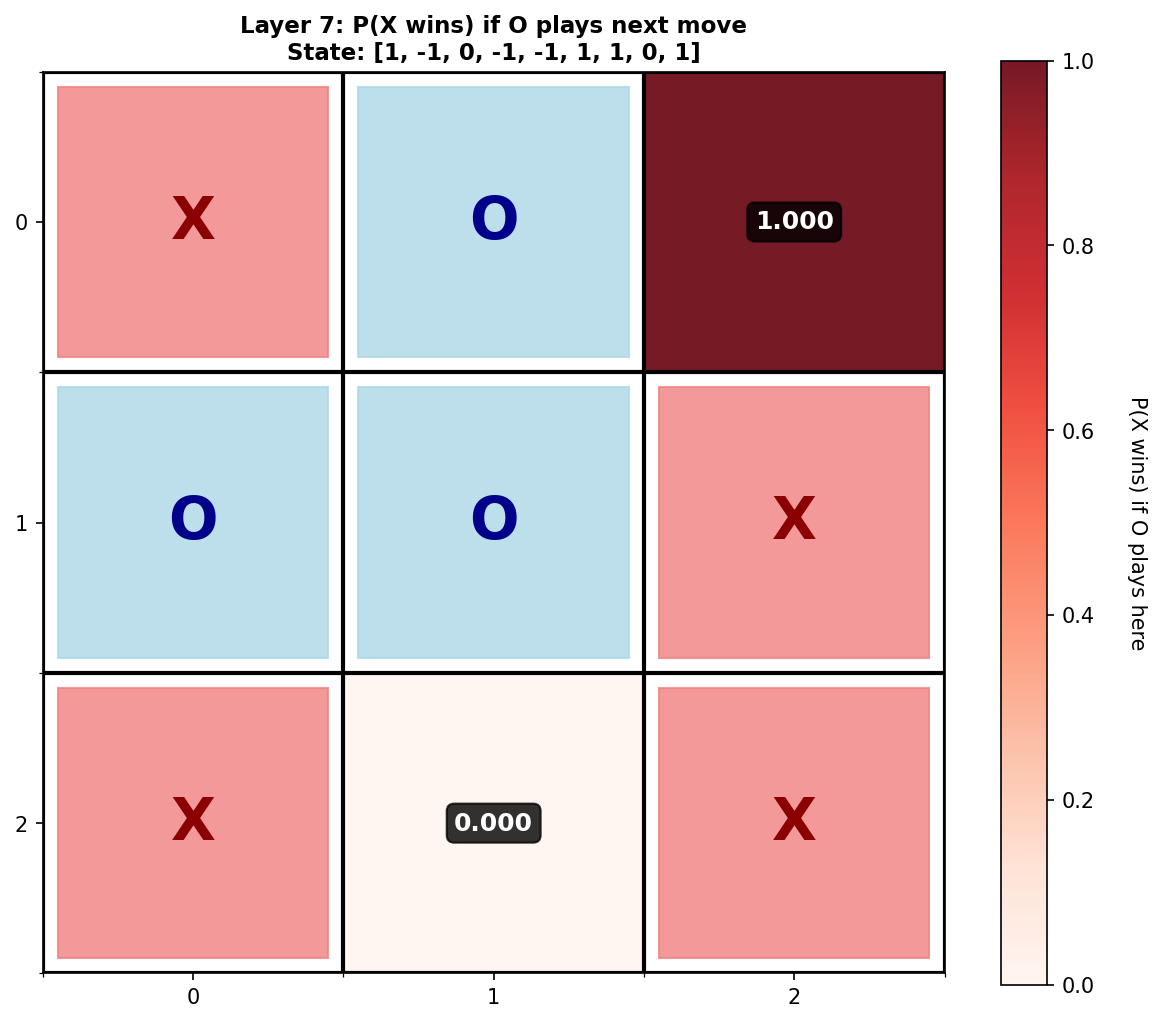 Layer 7: P(X wins) if O plays next move
State: [1, -1, 0, -1, -1, 1, 1, 0, 1]
X O 1.000
O O X
X 0.000 X
0
1
2
0 1 2
1.0
0.8
0.6
0.4
0.2
0.0
P(X wins) if O plays here